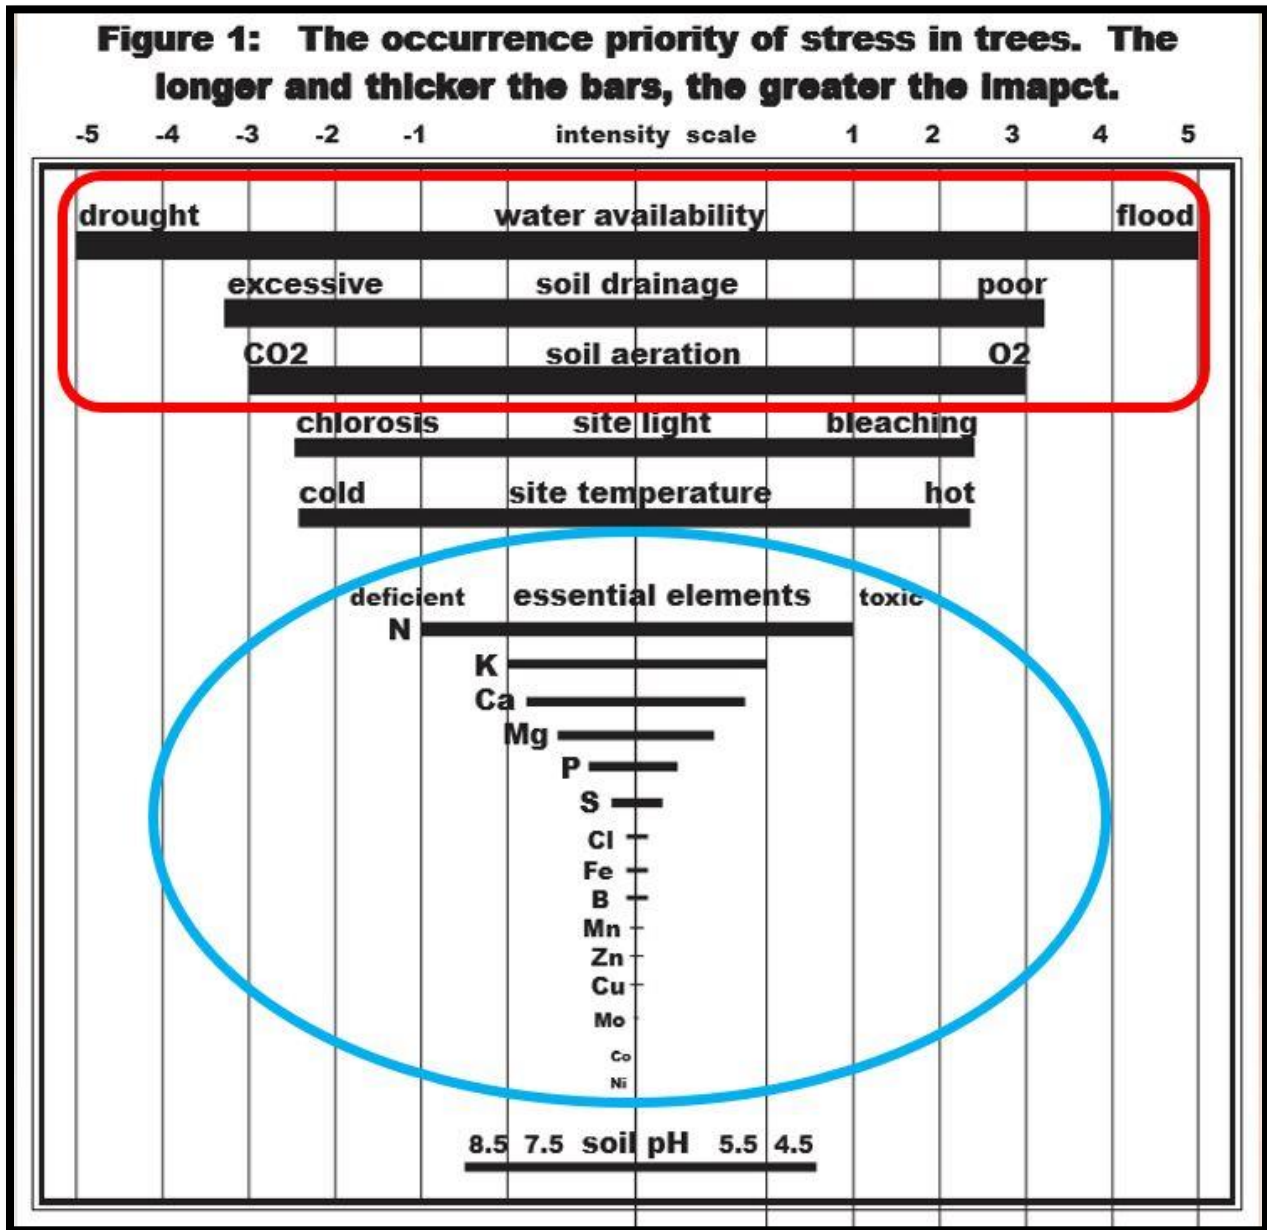 Figure 1: The occurrence priority of stress in trees. The
longer and thicker the bars, the greater the imapct.
-5 -4 -3 -2 -1 intensity scale 1 2 3 4 5
drought water availability flood
excessive soil drainage poor
CO2 soil aeration O2
chlorosis site light bleaching
cold site temperature hot
deficient essential elements toxic
N
K
Ca
Mg
P
S
Cl
Fe
B
Mn
Zn
Cu
Mo
Co
Ni
8.5 7.5 soil pH 5.5 4.5